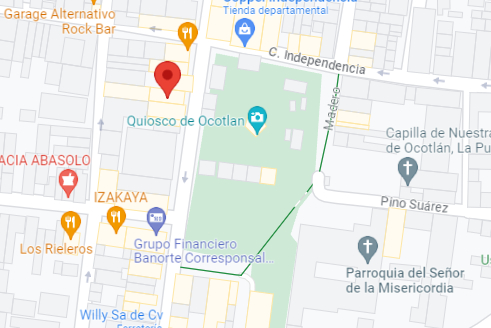 Garage Alternativo
Rock Bar
Coppel Independencia
Tienda departamental
C. Independencia
Madero
Quiosco de Ocotlan
Capilla de Nuestra
de Ocotlán, La Pu
ACIA ABASOLO
IZAKAYA
Pino Suárez
Los Rieleros
Grupo Financiero
Banorte Corresponsal...
Parroquia del Señor
de la Misericordia
Willy Sa de Cv